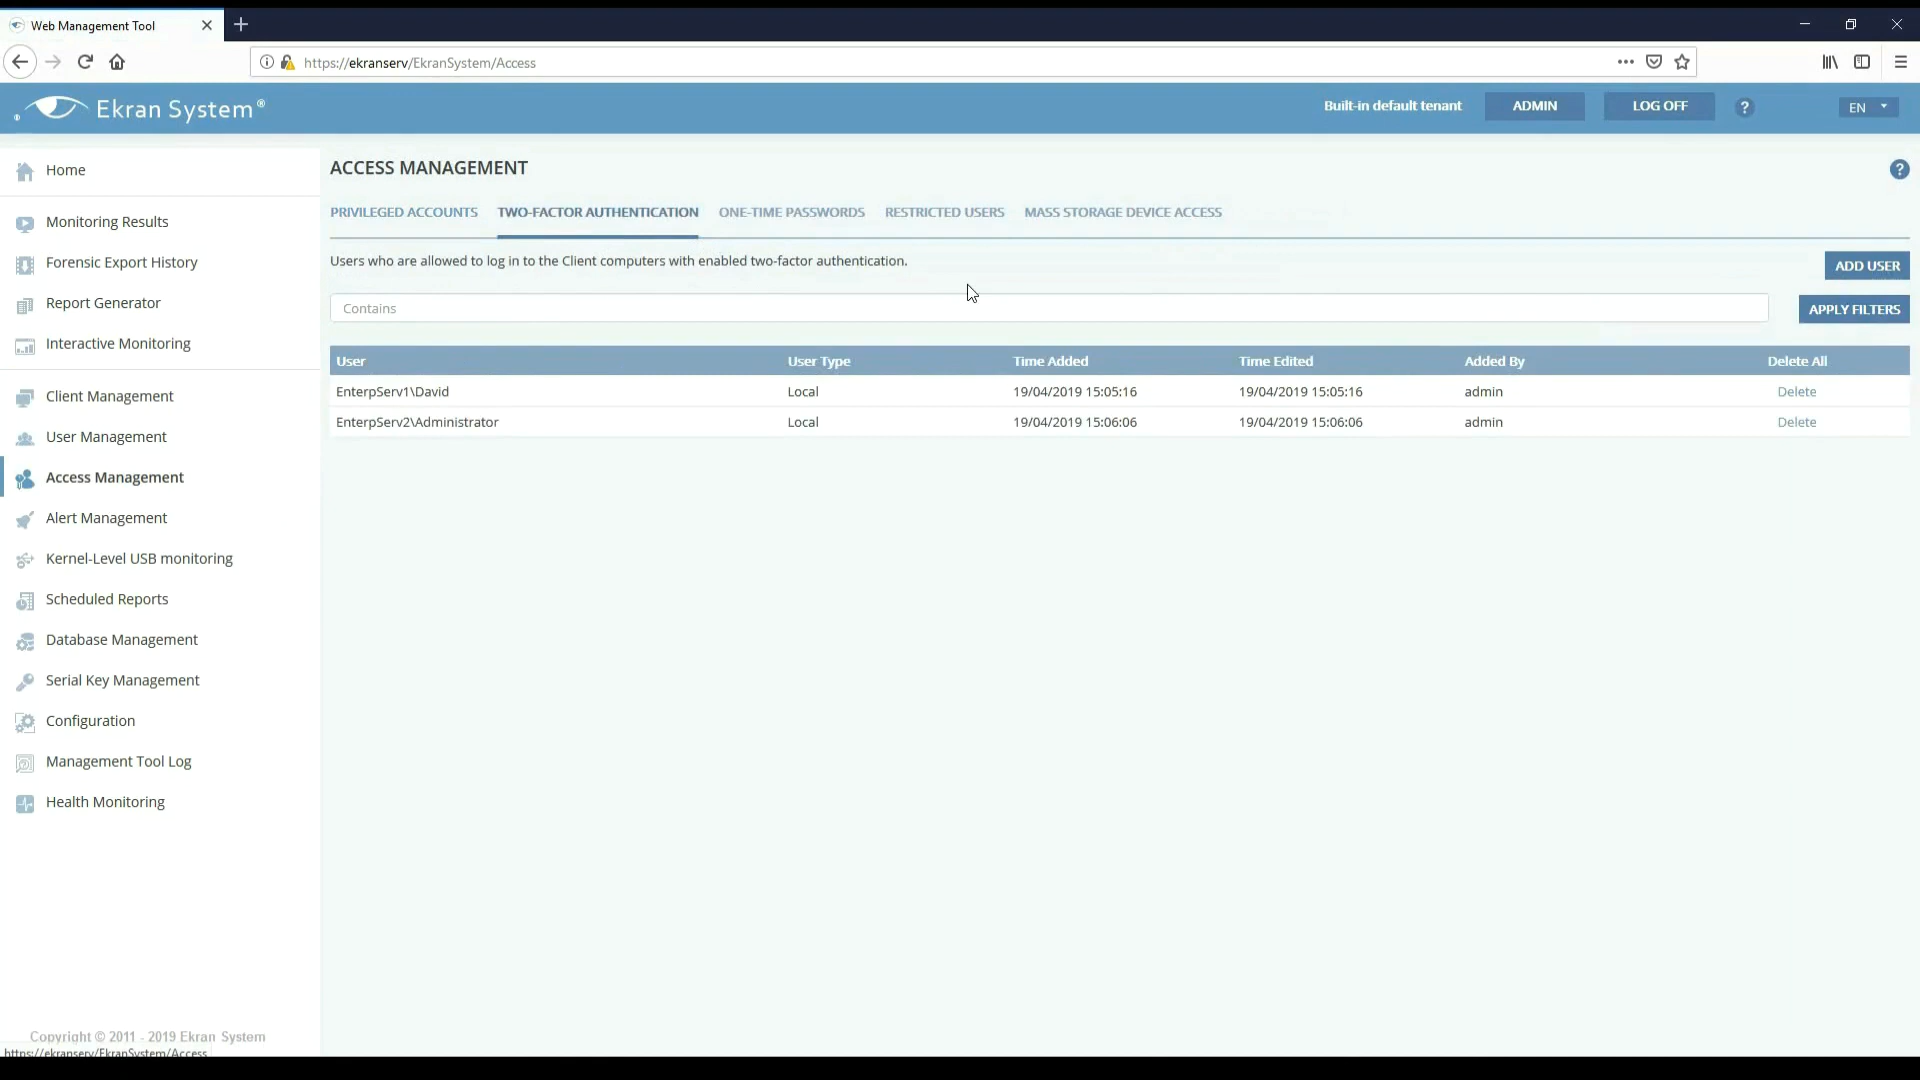 Web Management Tool
https://ekranserv/EkranSystem/Access
Ekran System®
Built-in default tenant
ADMIN
LOG OFF
?
EN
Home
Monitoring Results
Forensic Export History
Report Generator
Interactive Monitoring
Client Management
User Management
Access Management
Alert Management
Kernel-Level USB monitoring
Scheduled Reports
Database Management
Serial Key Management
Configuration
Management Tool Log
Health Monitoring
Copyright © 2011 - 2019 Ekran System
https://ekranserv/EkranSystem/Access
ACCESS MANAGEMENT
?
PRIVILEGED ACCOUNTS TWO-FACTOR AUTHENTICATION ONE-TIME PASSWORDS RESTRICTED USERS MASS STORAGE DEVICE ACCESS
Users who are allowed to log in to the Client computers with enabled two-factor authentication.
ADD USER
Contains
APPLY FILTERS
User User Type Time Added Time Edited Added By Delete All
EnterpServ1\David Local 19/04/2019 15:05:16 19/04/2019 15:05:16 admin Delete
EnterpServ2\Administrator Local 19/04/2019 15:06:06 19/04/2019 15:06:06 admin Delete